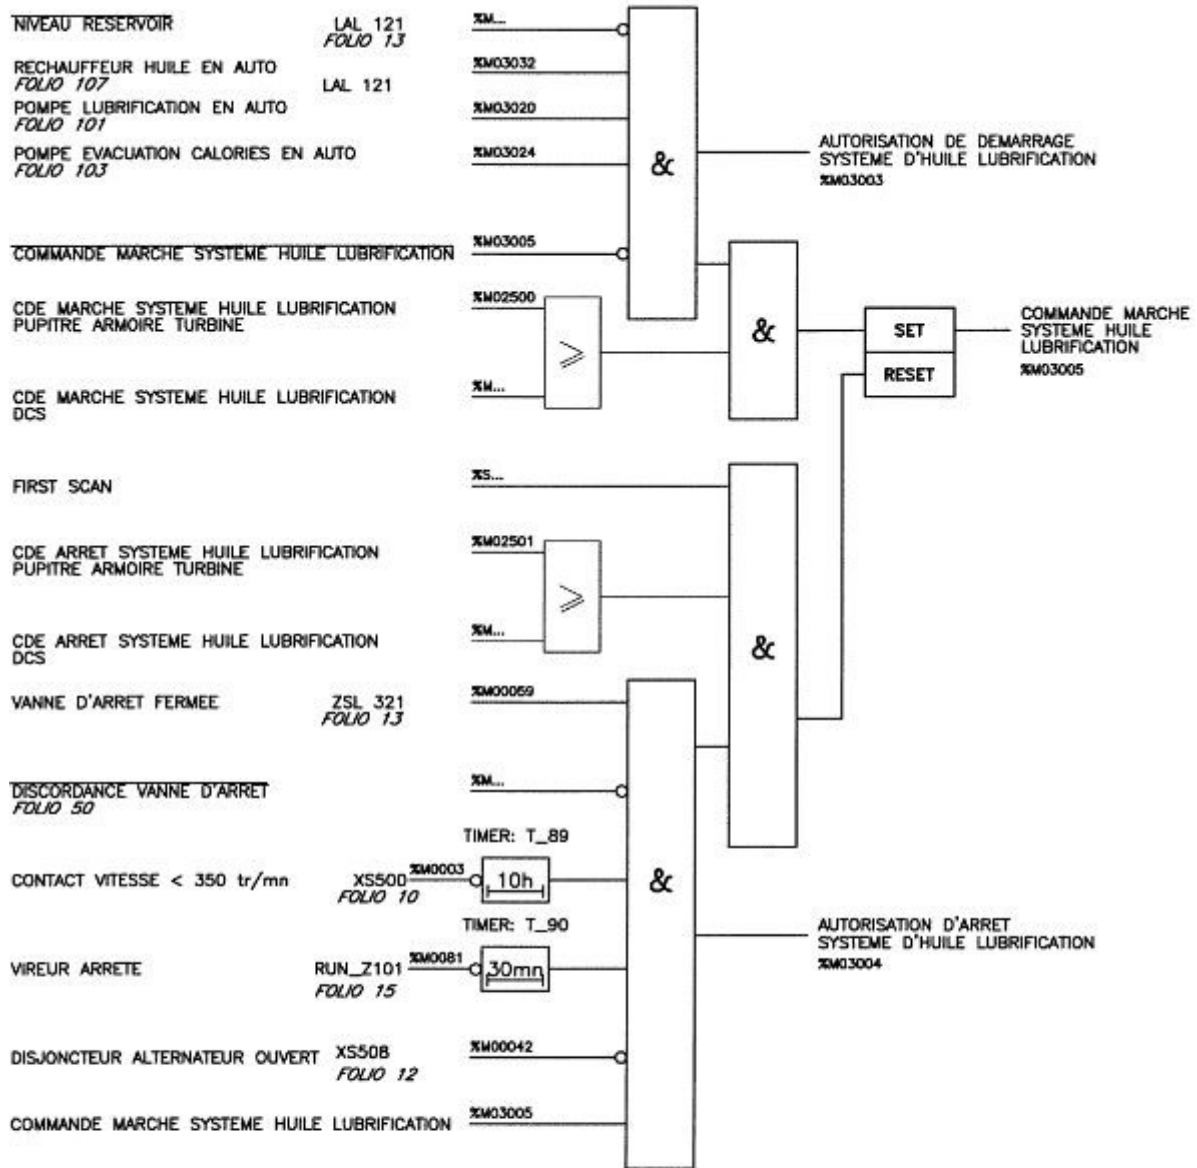 NIVEAU RESERVOIR LAL 121 %M...
FOLIO 13
RECHAUFFEUR HUILE EN AUTO %M03032
FOLIO 107 LAL 121
POMPE LUBRIFICATION EN AUTO %M03020
FOLIO 101
POMPE EVACUATION CALORIES EN AUTO %M03024
FOLIO 103
&
AUTORISATION DE DEMARRAGE
SYSTEME D'HUILE LUBRIFICATION
%M03003
COMMANDE MARCHE SYSTEME HUILE LUBRIFICATION %M03005
CDE MARCHE SYSTEME HUILE LUBRIFICATION %M02500
PUPITRE ARMOIRE TURBINE
⩾
&
SET
RESET
COMMANDE MARCHE
SYSTEME HUILE
LUBRIFICATION
%M03005
CDE MARCHE SYSTEME HUILE LUBRIFICATION %M...
DCS
FIRST SCAN %S...
CDE ARRET SYSTEME HUILE LUBRIFICATION %M02501
PUPITRE ARMOIRE TURBINE
⩾
CDE ARRET SYSTEME HUILE LUBRIFICATION %M...
DCS
&
VANNE D'ARRET FERMEE ZSL 321 %M00059
FOLIO 13
DISCORDANCE VANNE D'ARRET %M...
FOLIO 50
TIMER: T_89
CONTACT VITESSE < 350 tr/mn XS500 %M0003 10h
FOLIO 10
&
TIMER: T_90
VIREUR ARRETE RUN_Z101 %M0081 30mn
FOLIO 15
AUTORISATION D'ARRET
SYSTEME D'HUILE LUBRIFICATION
%M03004
DISJONCTEUR ALTERNATEUR OUVERT XS508 %M00042
FOLIO 12
COMMANDE MARCHE SYSTEME HUILE LUBRIFICATION %M03005